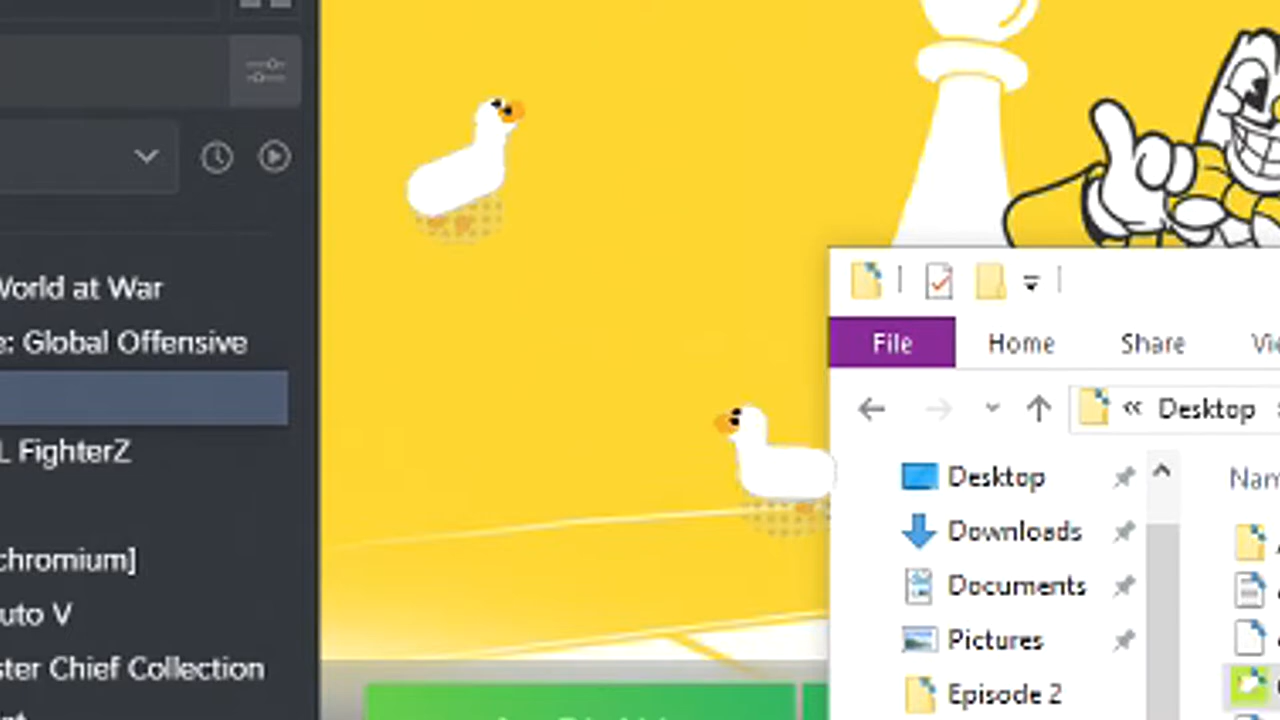 World at War
e: Global Offensive
L FighterZ
chromium]
uto V
ster Chief Collection
File
Home
Share
« Desktop
Desktop
Downloads
Documents
Pictures
Episode 2